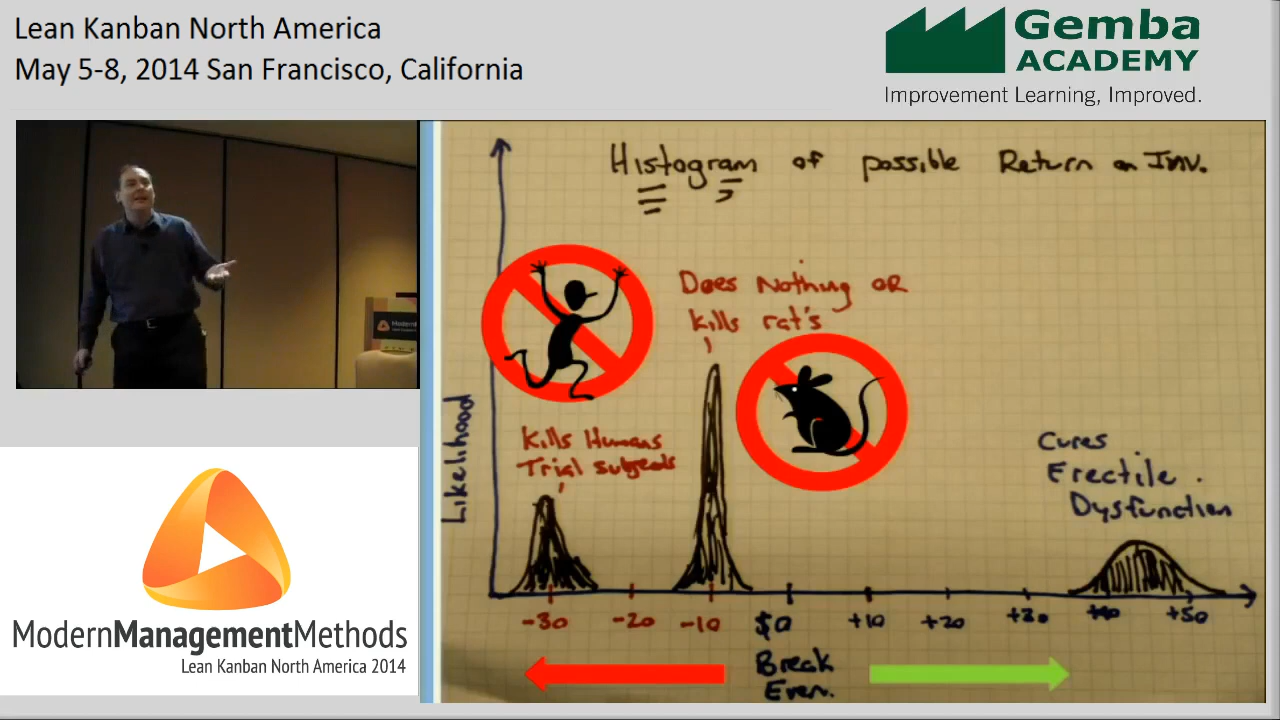 Lean Kanban North America
May 5-8, 2014 San Francisco, California
Gemba
ACADEMY
Improvement Learning, Improved.
Histogram of possible Return on Inv.
Does Nothing OR
kills rat's
Kills Humans
Trial subjects
Cures
Erectile
Dysfunction
Likelihood
-30 -20 -10 $0 +10 +20 +30 +40 +50
Break
Even.
ModernManagementMethods
Lean Kanban North America 2014